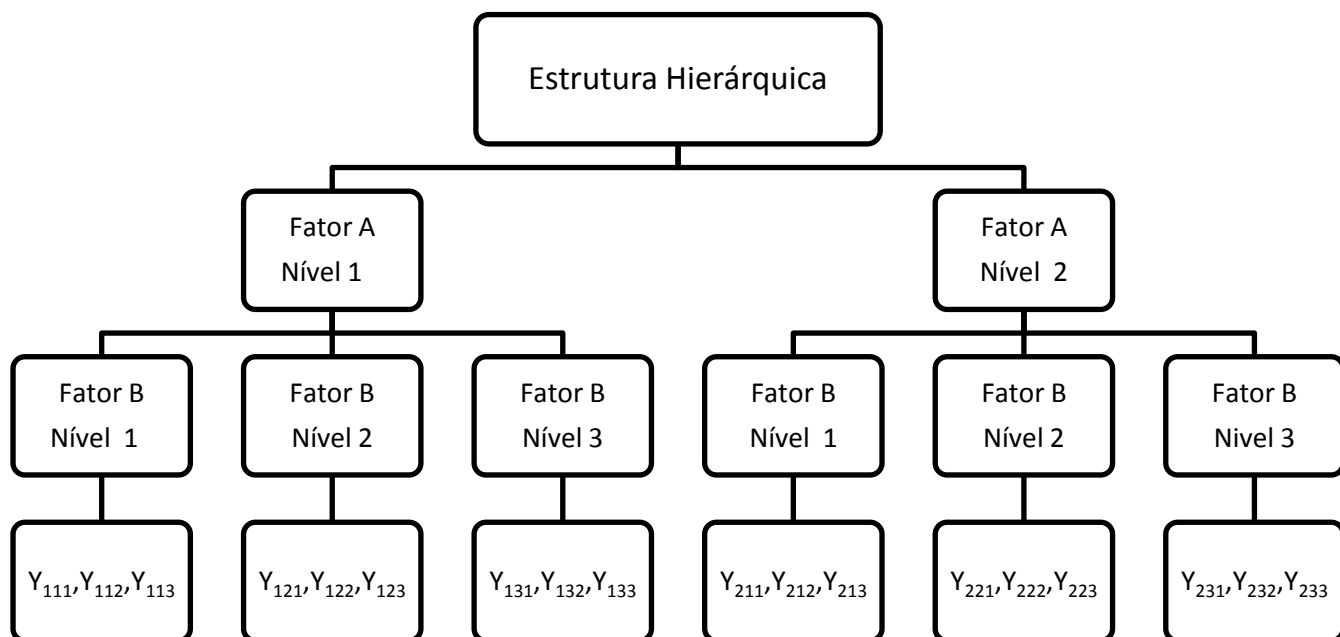 Estrutura Hierárquica
Fator A
Nível 1
Fator A
Nível 2
Fator B
Nível 1
Fator B
Nível 2
Fator B
Nível 3
Fator B
Nível 1
Fator B
Nível 2
Fator B
Nivel 3
Y₁₁₁,Y₁₁₂,Y₁₁₃
Y₁₂₁,Y₁₂₂,Y₁₂₃
Y₁₃₁,Y₁₃₂,Y₁₃₃
Y₂₁₁,Y₂₁₂,Y₂₁₃
Y₂₂₁,Y₂₂₂,Y₂₂₃
Y₂₃₁,Y₂₃₂,Y₂₃₃